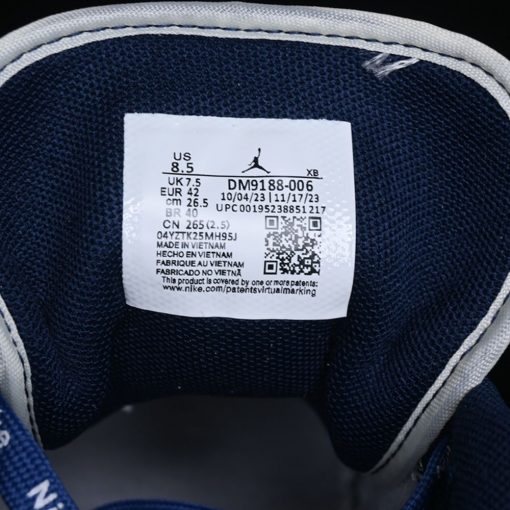 US
8.5
XB
UK 7.5
DM9188-006
EUR 42
10/04/23 | 11/17/23
cm 26.5
UPC00195238851217
BR 40
CN 265(2.5)
04YZTK25MH95J
MADE IN VIETNAM
HECHO EN VIETNAM
FABRIQUE AU VIETNAM
FABRICADO NO VIETNÃ
This product is covered by one or more patents:
www.nike.com/patentsvirtualmarking
Ni